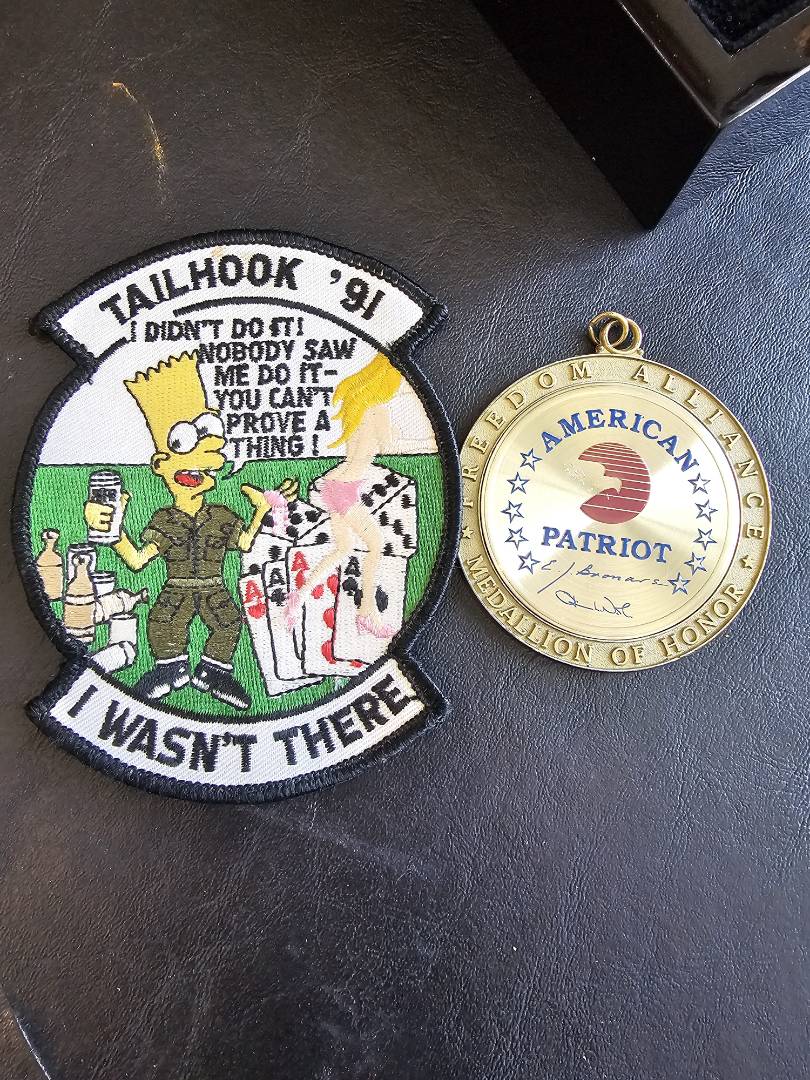 TAILHOOK '91
I DIDN'T DO IT!
NOBODY SAW
ME DO IT-
YOU CAN'T
PROVE A
THING!
A
A
A
A
I WASN'T THERE
FREEDOM ALLIANCE
AMERICAN
PATRIOT
MEDALLION OF HONOR